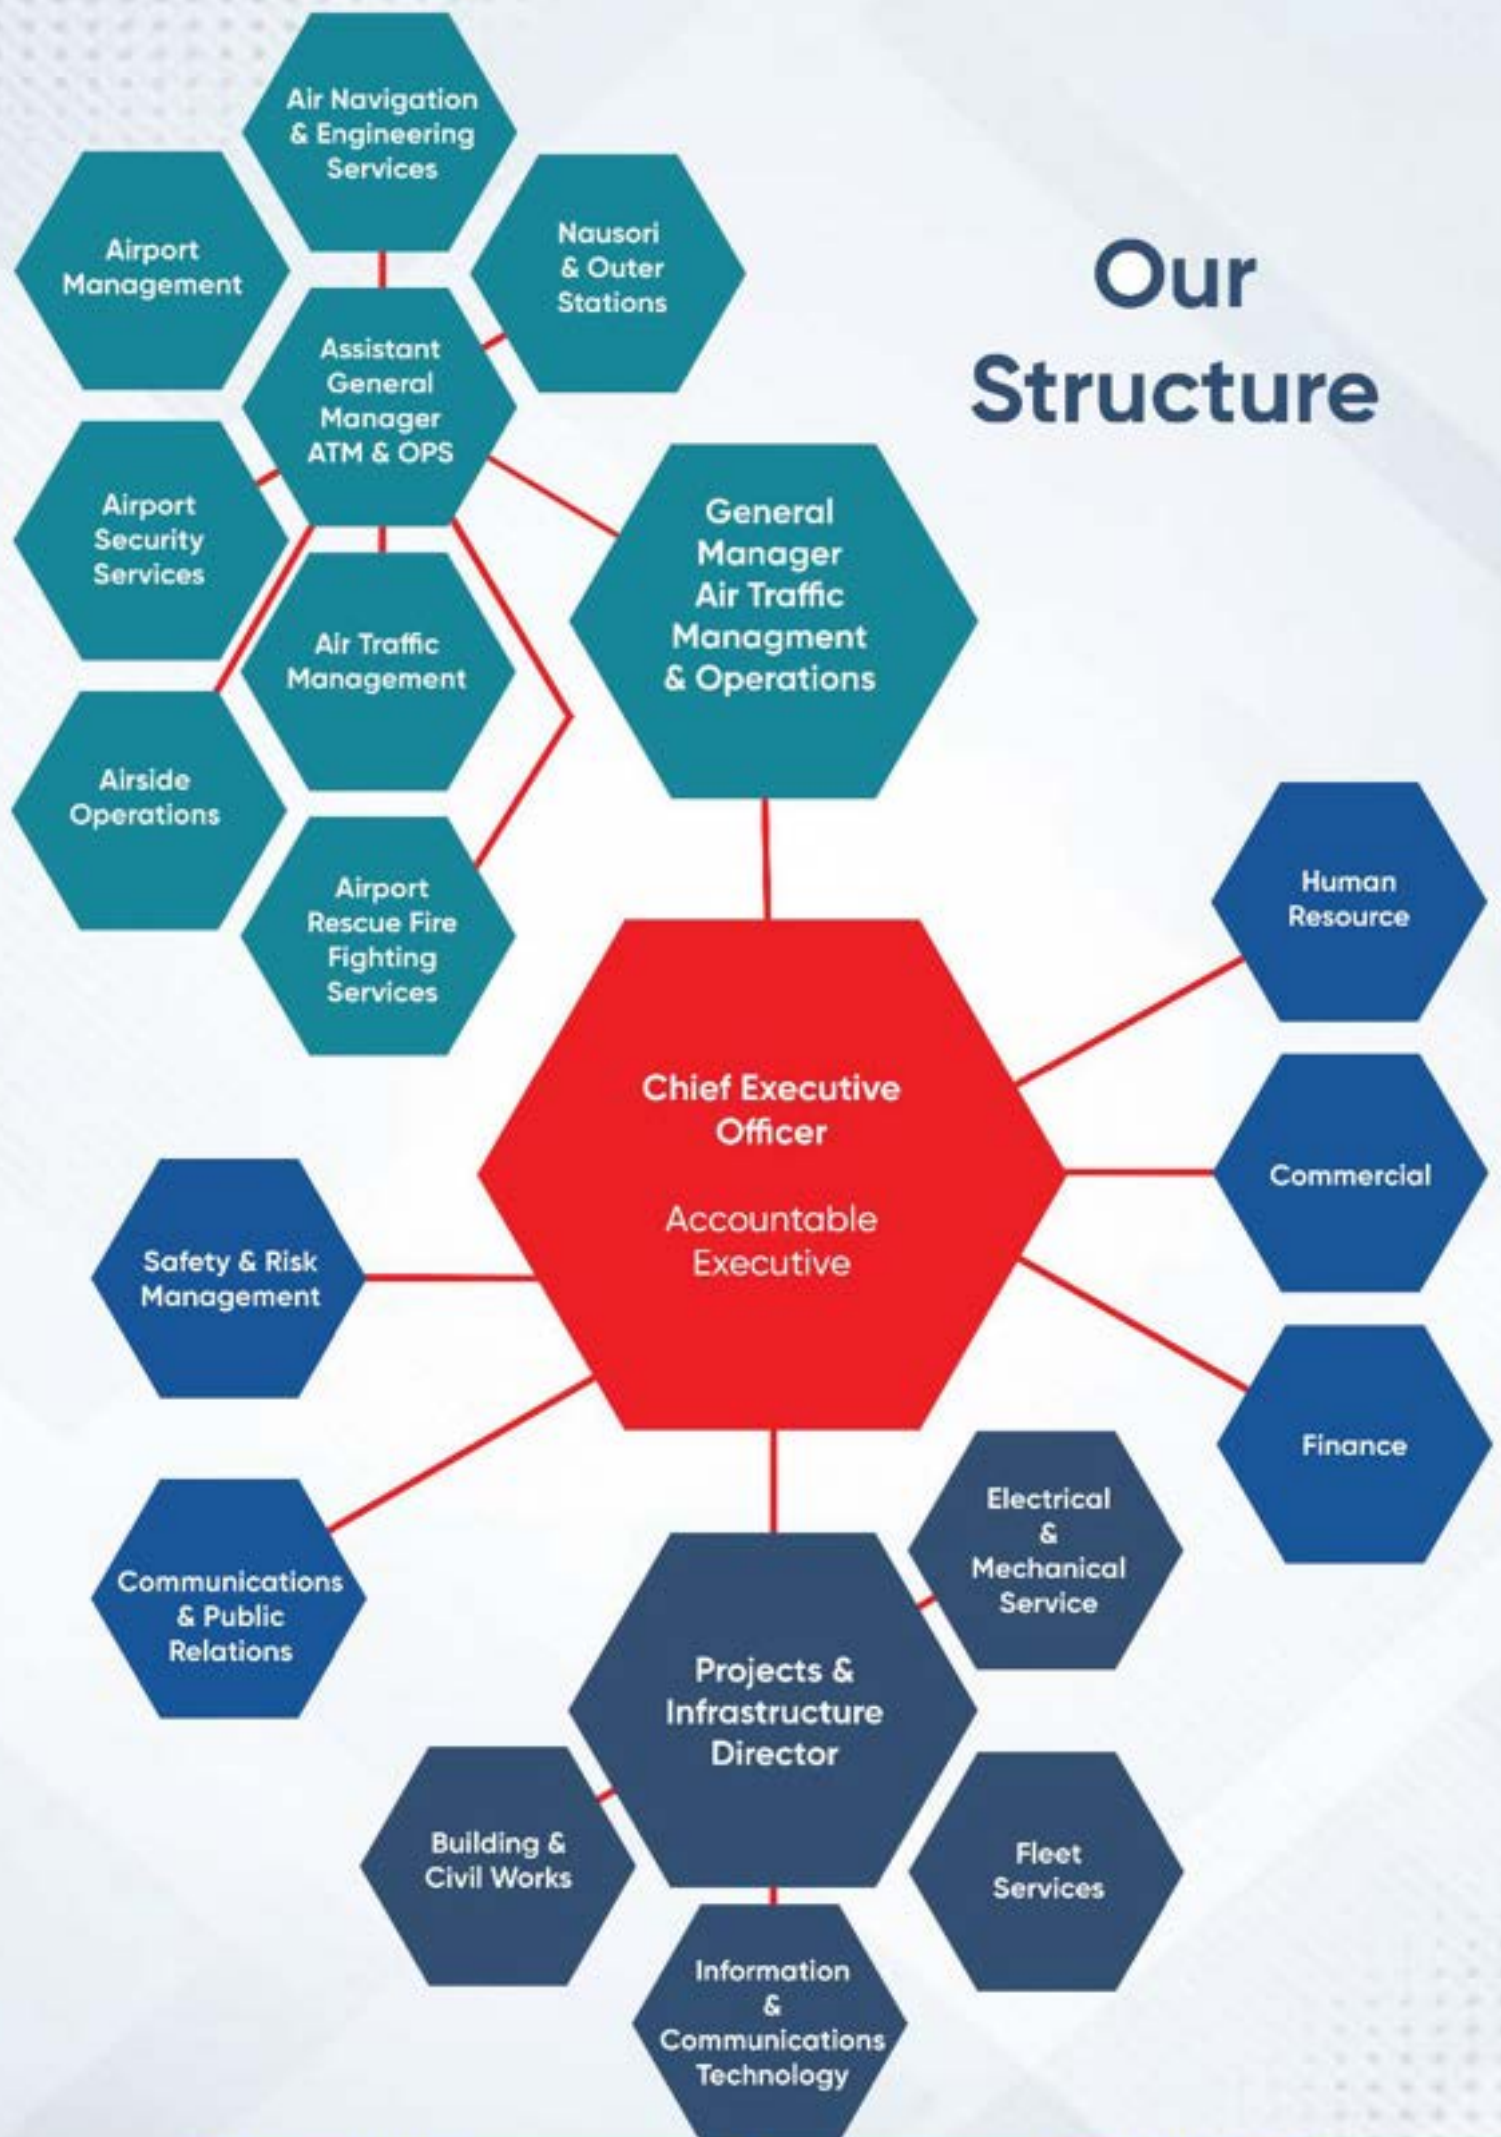 Our
Structure
Air Navigation
& Engineering
Services
Airport
Management
Nausori
& Outer
Stations
Assistant
General
Manager
ATM & OPS
Airport
Security
Services
General
Manager
Air Traffic
Managment
& Operations
Air Traffic
Management
Airside
Operations
Airport
Rescue Fire
Fighting
Services
Human
Resource
Chief Executive
Officer
Accountable
Executive
Commercial
Safety & Risk
Management
Finance
Communications
& Public
Relations
Electrical
&
Mechanical
Service
Projects &
Infrastructure
Director
Building &
Civil Works
Fleet
Services
Information
&
Communications
Technology